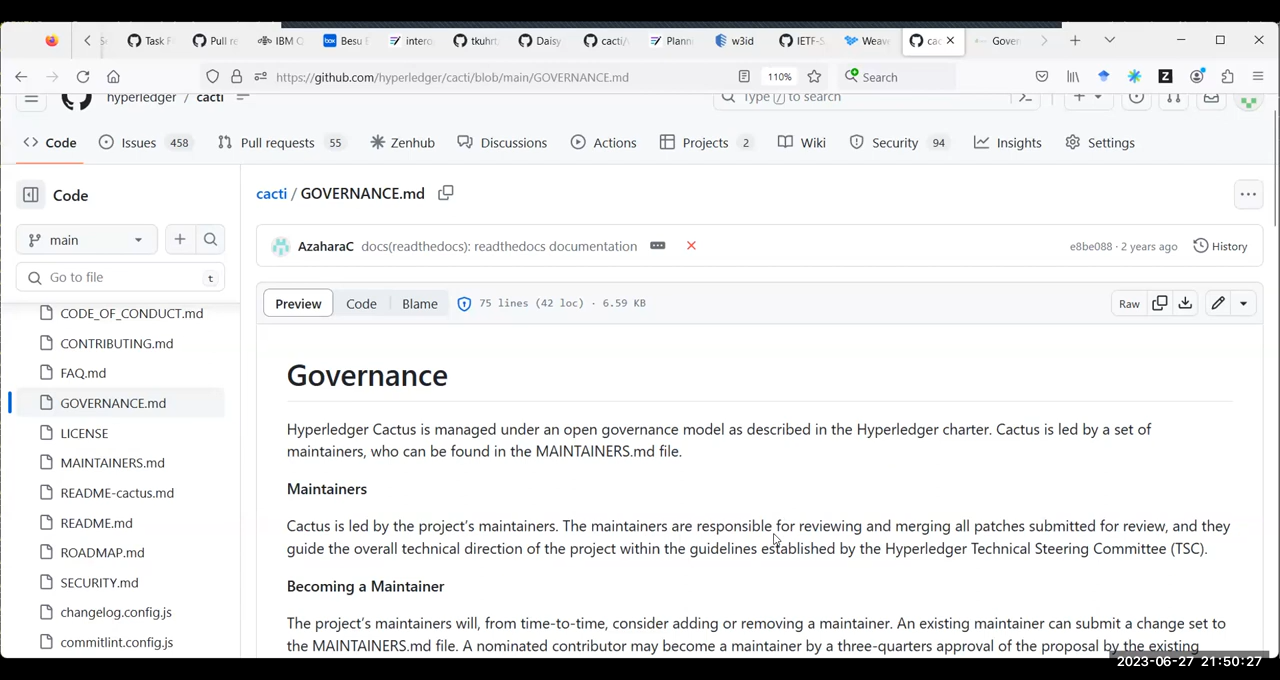 Task F
Pull re
IBM Q
Besu E
intero
tkuhrt
Daisy
cacti/
Plann
w3id
IETF-S
Weave
cac
Gover
https://github.com/hyperledger/cacti/blob/main/GOVERNANCE.md
110%
Search
hyperledger / cacti
Type / to search
Code
Issues 458
Pull requests 55
Zenhub
Discussions
Actions
Projects 2
Wiki
Security 94
Insights
Settings
Code
main
Go to file t
CODE_OF_CONDUCT.md
CONTRIBUTING.md
FAQ.md
GOVERNANCE.md
LICENSE
MAINTAINERS.md
README-cactus.md
README.md
ROADMAP.md
SECURITY.md
changelog.config.js
commitlint.config.js
cacti / GOVERNANCE.md
AzaharaC docs(readthedocs): readthedocs documentation
e8be088 · 2 years ago History
Preview Code Blame 75 lines (42 loc) · 6.59 KB
Raw
Governance
Hyperledger Cactus is managed under an open governance model as described in the Hyperledger charter. Cactus is led by a set of
maintainers, who can be found in the MAINTAINERS.md file.
Maintainers
Cactus is led by the project's maintainers. The maintainers are responsible for reviewing and merging all patches submitted for review, and they
guide the overall technical direction of the project within the guidelines established by the Hyperledger Technical Steering Committee (TSC).
Becoming a Maintainer
The project's maintainers will, from time-to-time, consider adding or removing a maintainer. An existing maintainer can submit a change set to
the MAINTAINERS.md file. A nominated contributor may become a maintainer by a three-quarters approval of the proposal by the existing
2023-06-27 21:50:27